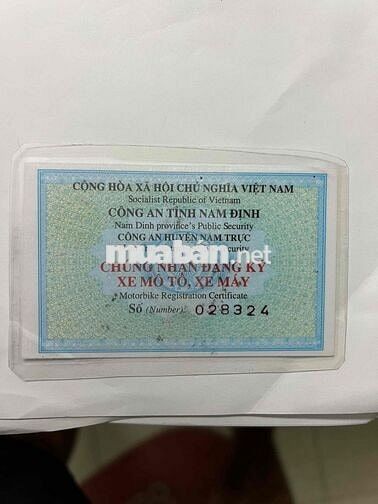 CỘNG HÒA XÃ HỘI CHỦ NGHĨA VIỆT NAM
Socialist Republic of Vietnam
CÔNG AN TỈNH NAM ĐỊNH
Nam Dinh province's Public Security
CÔNG AN HUYỆN NAM TRỰC
muaban.net
curity
CHỨNG NHẬN ĐĂNG KÝ
XE MÔ TÔ, XE MÁY
Motorbike Registration Certificate
Số (Number): 028324